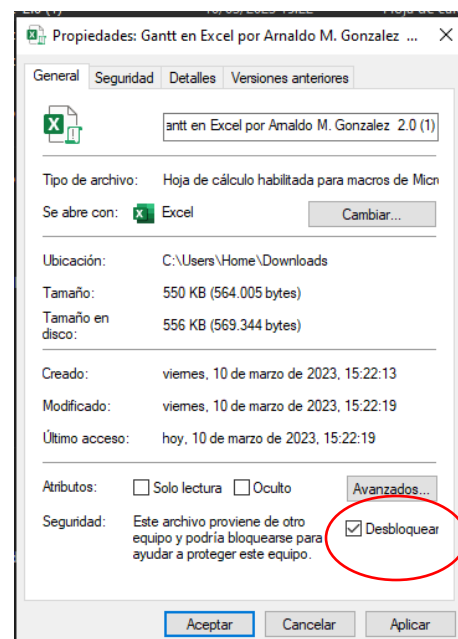 Propiedades: Gantt en Excel por Arnaldo M. Gonzalez ...
General Seguridad Detalles Versiones anteriores
antt en Excel por Arnaldo M. Gonzalez 2.0 (1)
Tipo de archivo: Hoja de cálculo habilitada para macros de Micr
Se abre con: Excel Cambiar...
Ubicación: C:\Users\Home\Downloads
Tamaño: 550 KB (564.005 bytes)
Tamaño en disco: 556 KB (569.344 bytes)
Creado: viernes, 10 de marzo de 2023, 15:22:13
Modificado: viernes, 10 de marzo de 2023, 15:22:19
Último acceso: hoy, 10 de marzo de 2023, 15:22:19
Atributos: Solo lectura Oculto Avanzados...
Seguridad: Este archivo proviene de otro
equipo y podría bloquearse para
ayudar a proteger este equipo.
Desbloquear
Aceptar Cancelar Aplicar